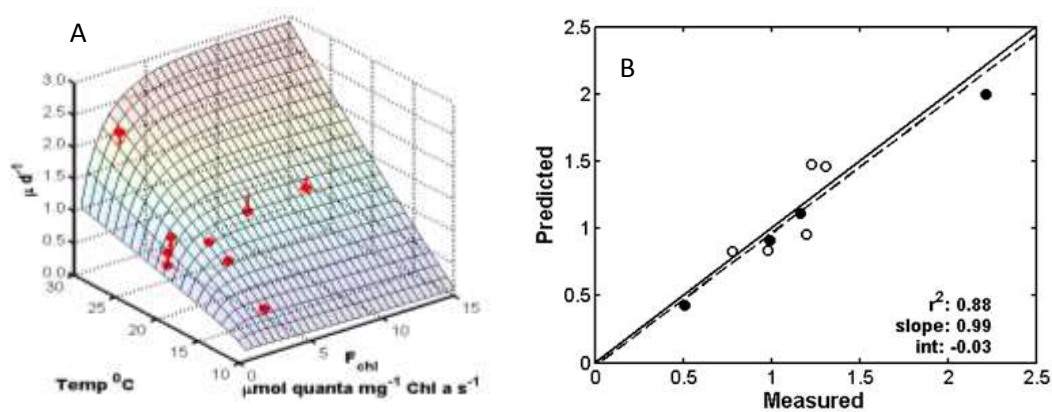 A
3.0
2.5
2.0
1.5
1.0
0.5
0.0
30
25
20
15
10
0
5
10
15
μ d⁻¹
Temp ⁰C
F chl
μmol quanta mg⁻¹ Chl a s⁻¹
B
2.5
2
1.5
1
0.5
0
0
0.5
1
1.5
2
2.5
Predicted
Measured
r²: 0.88
slope: 0.99
int: -0.03